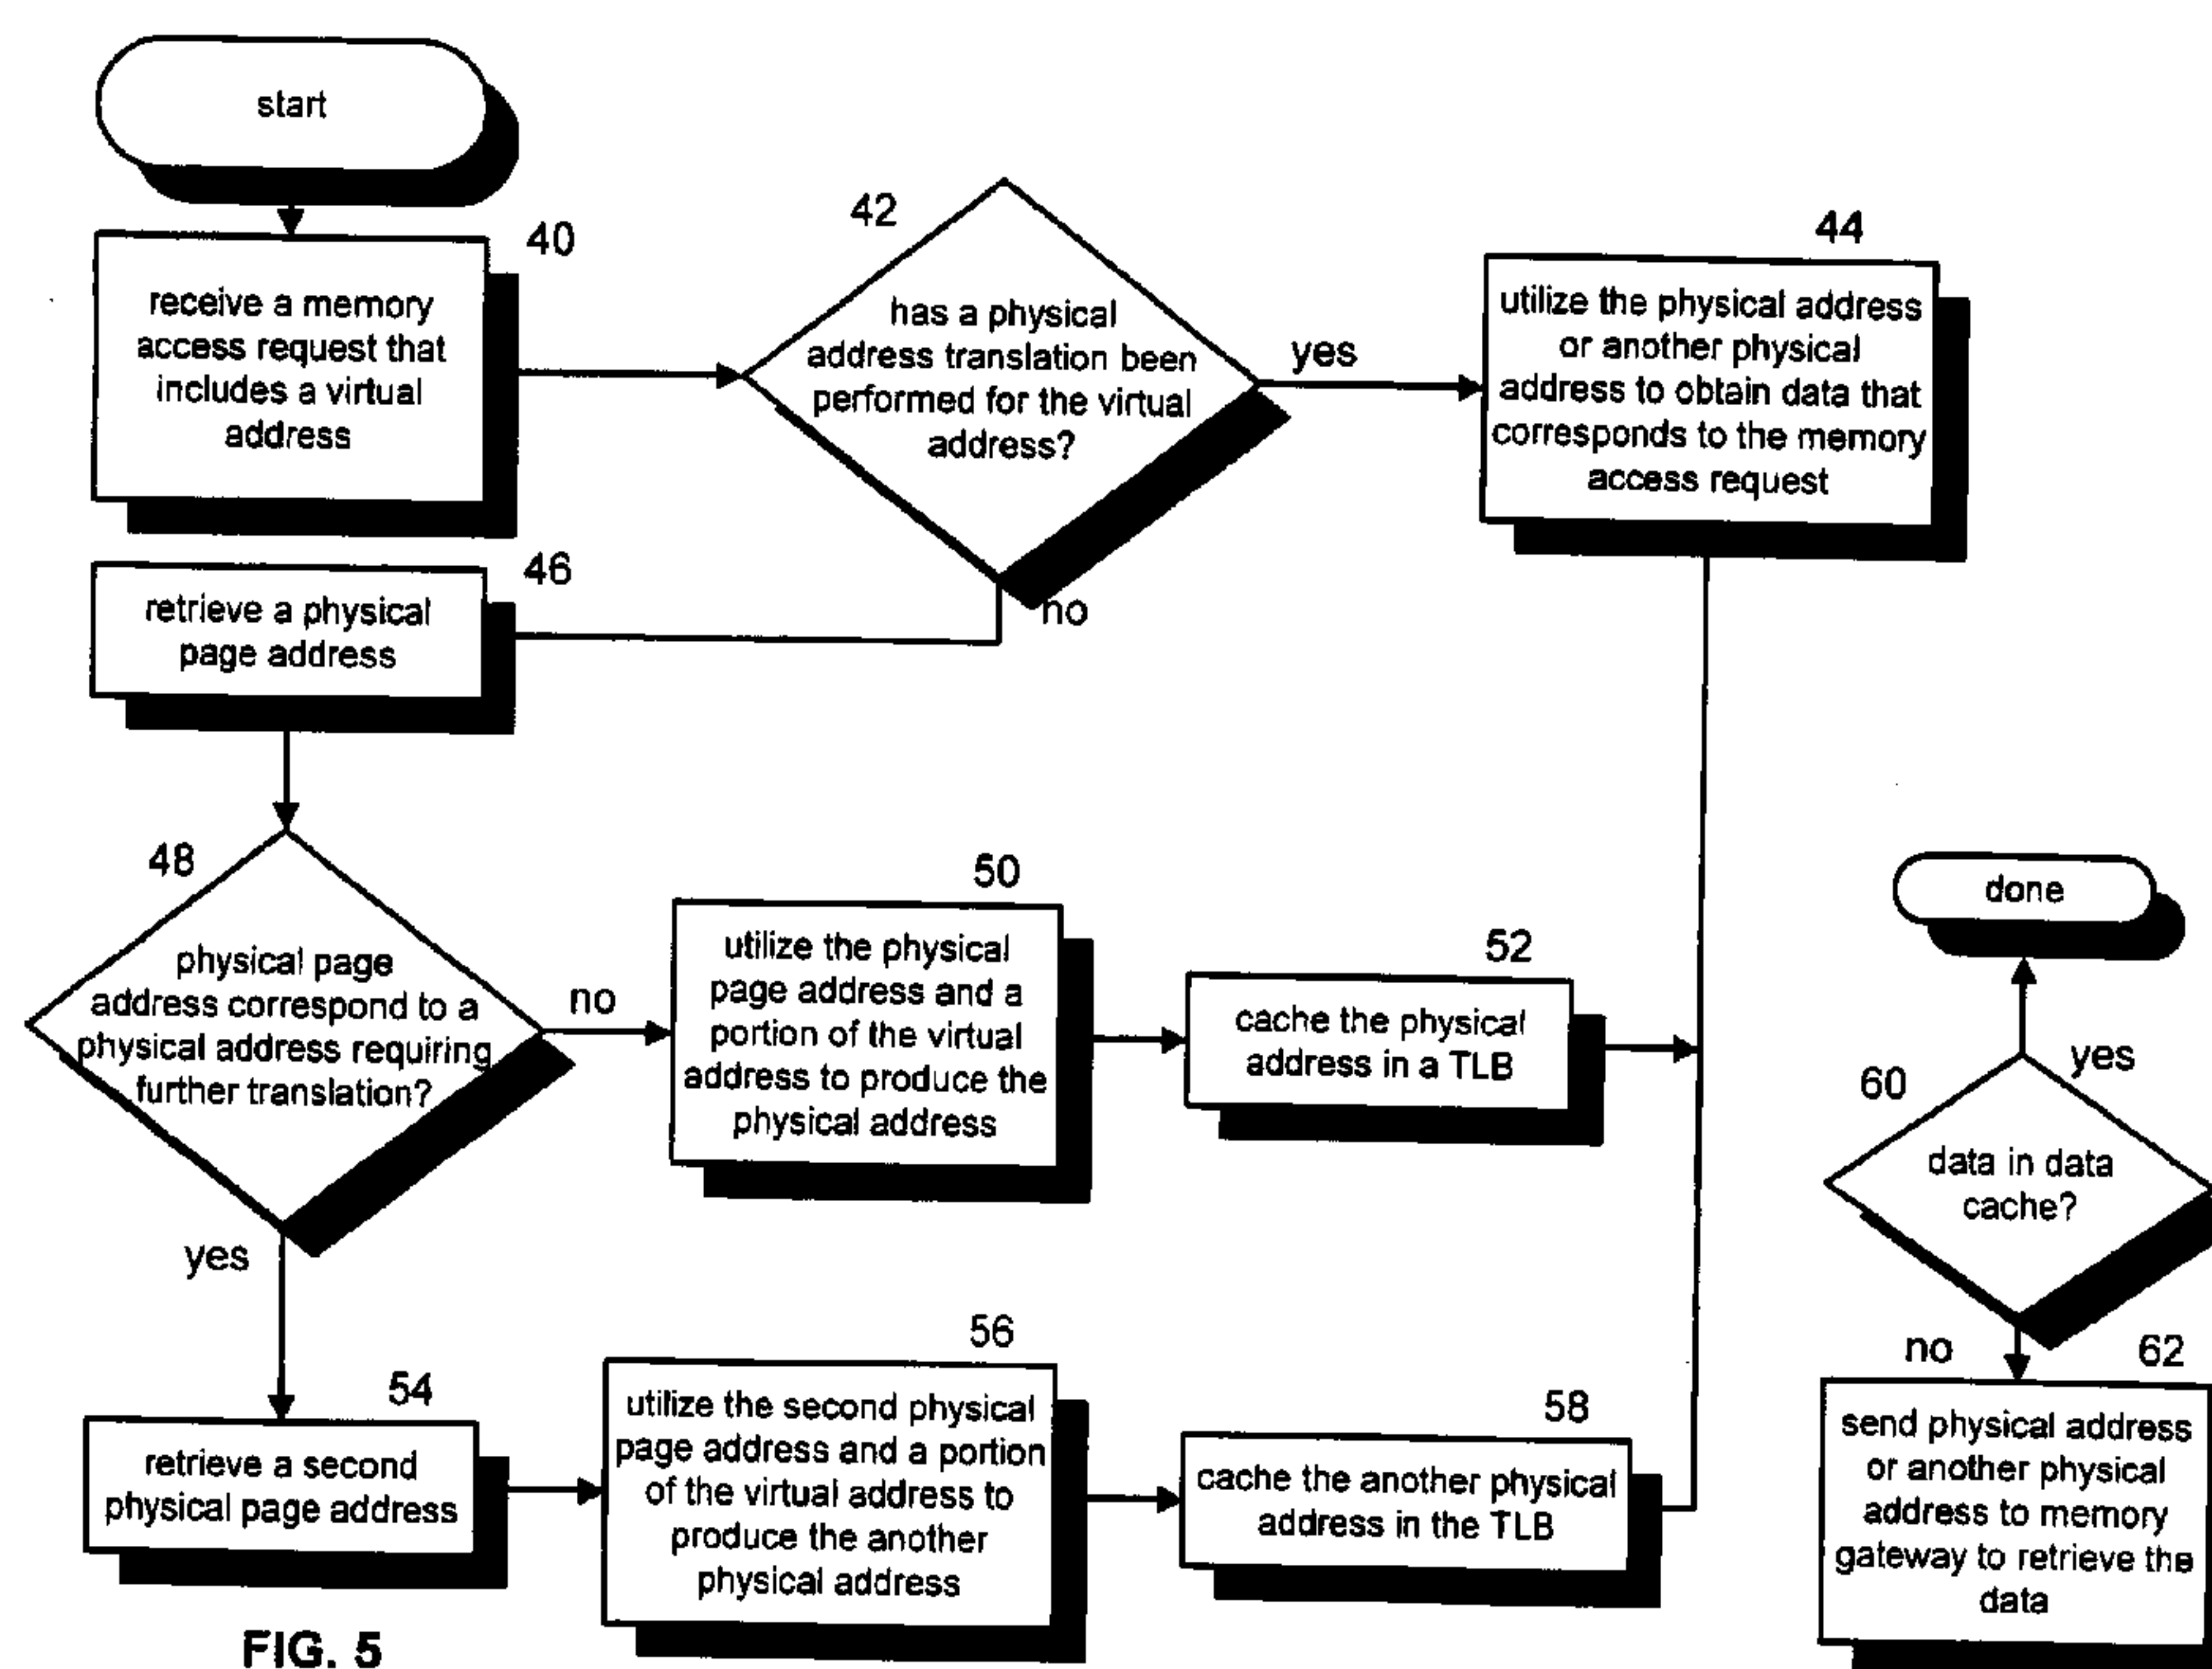 start
40
receive a memory
access request that
includes a virtual
address
42
has a physical
address translation been
performed for the virtual
address?
yes
no
44
utilize the physical address
or another physical
address to obtain data that
corresponds to the memory
access request
46
retrieve a physical
page address
48
physical page
address correspond to a
physical address requiring
further translation?
no
yes
50
utilize the physical
page address and a
portion of the virtual
address to produce the
physical address
52
cache the physical
address in a TLB
54
retrieve a second
physical page address
56
utilize the second physical
page address and a portion
of the virtual address to
produce the another
physical address
58
cache the another physical
address in the TLB
done
yes
60
data in data
cache?
no
62
send physical address
or another physical
address to memory
gateway to retrieve the
data
FIG. 5